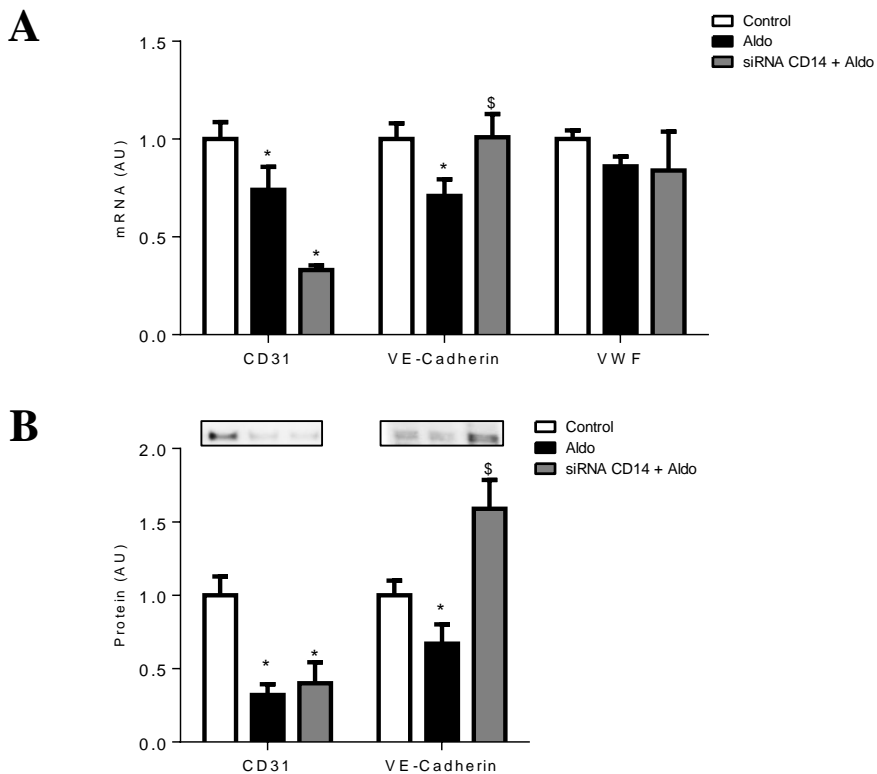 A
Control
Aldo
siRNA CD14 + Aldo
1.5
1.0
0.5
0.0
mRNA (AU)
*
*
*
$
CD31
VE-Cadherin
VWF
B
Control
Aldo
siRNA CD14 + Aldo
2.0
1.5
1.0
0.5
0.0
Protein (AU)
*
*
*
$
CD31
VE-Cadherin